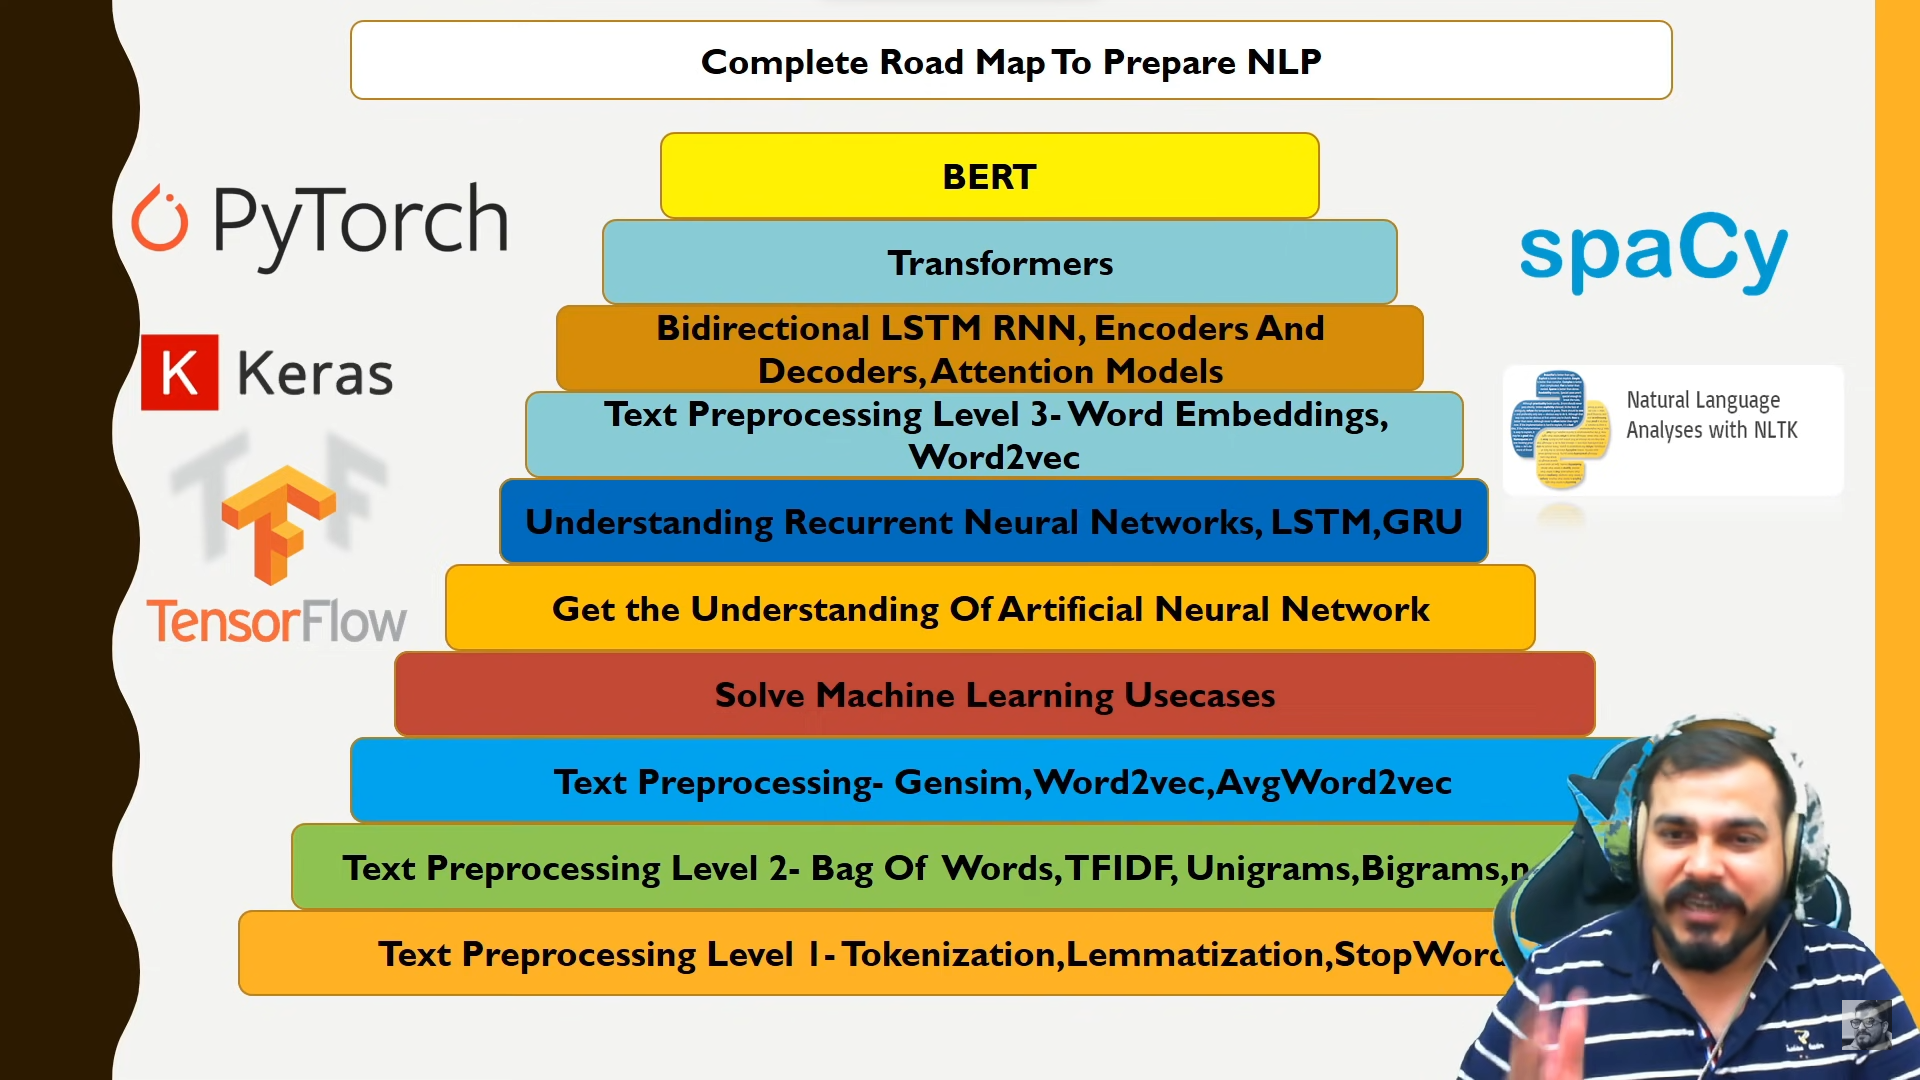 Complete Road Map To Prepare NLP
BERT
PyTorch
Transformers
spaCy
Bidirectional LSTM RNN, Encoders And
Decoders, Attention Models
Keras
Text Preprocessing Level 3- Word Embeddings,
Word2vec
Natural Language
Analyses with NLTK
Understanding Recurrent Neural Networks, LSTM,GRU
TensorFlow
Get the Understanding Of Artificial Neural Network
Solve Machine Learning Usecases
Text Preprocessing- Gensim,Word2vec,AvgWord2vec
Text Preprocessing Level 2- Bag Of Words,TFIDF, Unigrams,Bigrams,n
Text Preprocessing Level 1- Tokenization,Lemmatization,StopWord